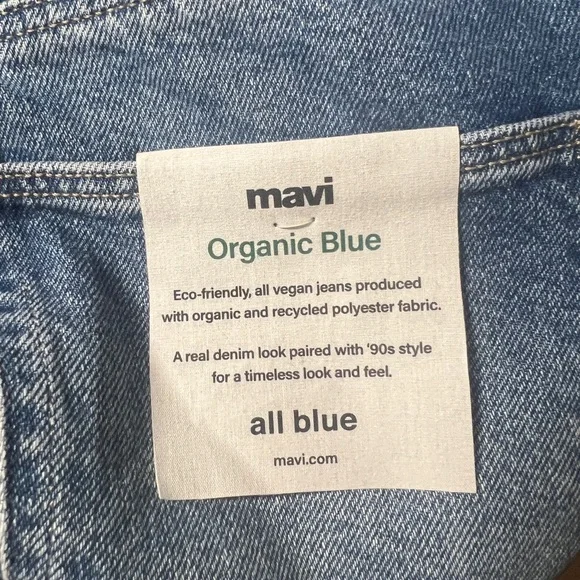 mavi
Organic Blue
Eco-friendly, all vegan jeans produced
with organic and recycled polyester fabric.
A real denim look paired with '90s style
for a timeless look and feel.
all blue
mavi.com